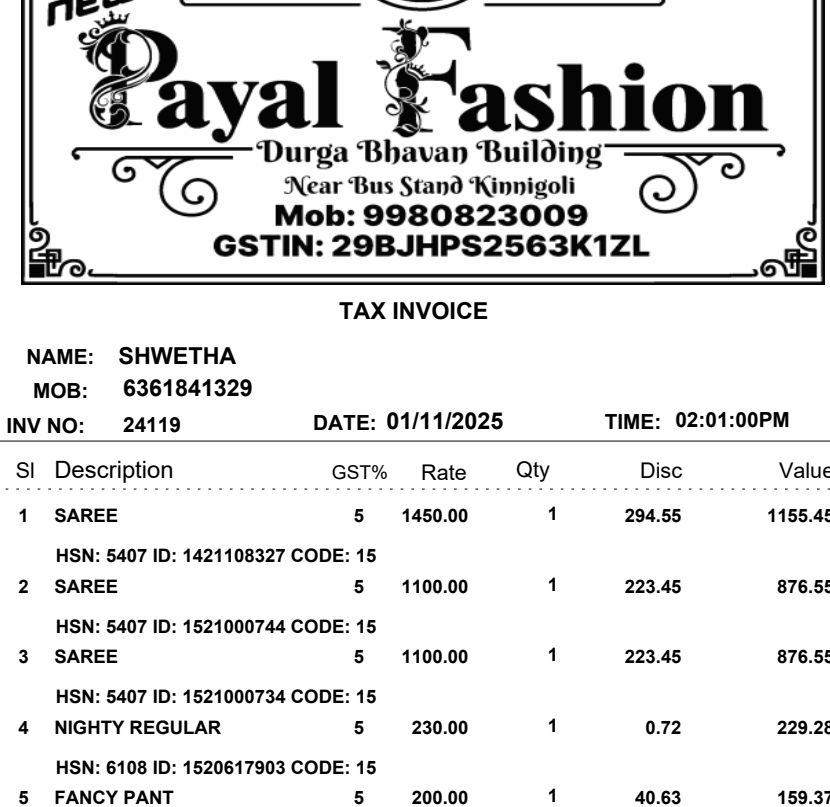 new
Payal Fashion
Durga Bhavan Building
Near Bus Stand Kinnigoli
Mob: 9980823009
GSTIN: 29BJHPS2563K1ZL
TAX INVOICE
NAME: SHWETHA
MOB: 6361841329
INV NO: 24119 DATE: 01/11/2025 TIME: 02:01:00PM
Sl Description GST% Rate Qty Disc Value
1 SAREE 5 1450.00 1 294.55 1155.45
HSN: 5407 ID: 1421108327 CODE: 15
2 SAREE 5 1100.00 1 223.45 876.55
HSN: 5407 ID: 1521000744 CODE: 15
3 SAREE 5 1100.00 1 223.45 876.55
HSN: 5407 ID: 1521000734 CODE: 15
4 NIGHTY REGULAR 5 230.00 1 0.72 229.28
HSN: 6108 ID: 1520617903 CODE: 15
5 FANCY PANT 5 200.00 1 40.63 159.37